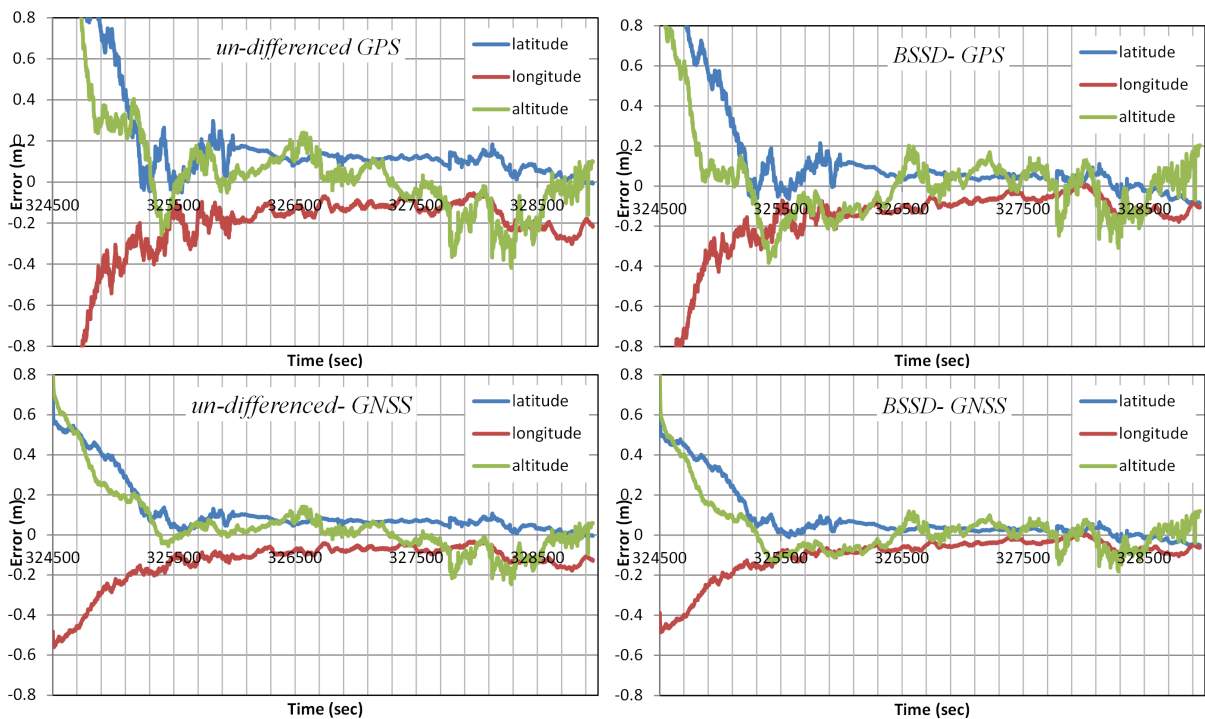 un-differenced GPS
latitude
longitude
altitude
0.8
0.6
0.4
0.2
0
-0.2
-0.4
-0.6
-0.8
Error (m)
324500 325500 326500 327500 328500
Time (sec)
BSSD- GPS
latitude
longitude
altitude
0.8
0.6
0.4
0.2
0
-0.2
-0.4
-0.6
-0.8
Error (m)
324500 325500 326500 327500 328500
Time (sec)
un-differenced- GNSS
latitude
longitude
altitude
0.8
0.6
0.4
0.2
0
-0.2
-0.4
-0.6
-0.8
Error (m)
324500 325500 326500 327500 328500
Time (sec)
BSSD- GNSS
latitude
longitude
altitude
0.8
0.6
0.4
0.2
0
-0.2
-0.4
-0.6
-0.8
Error (m)
324500 325500 326500 327500 328500
Time (sec)